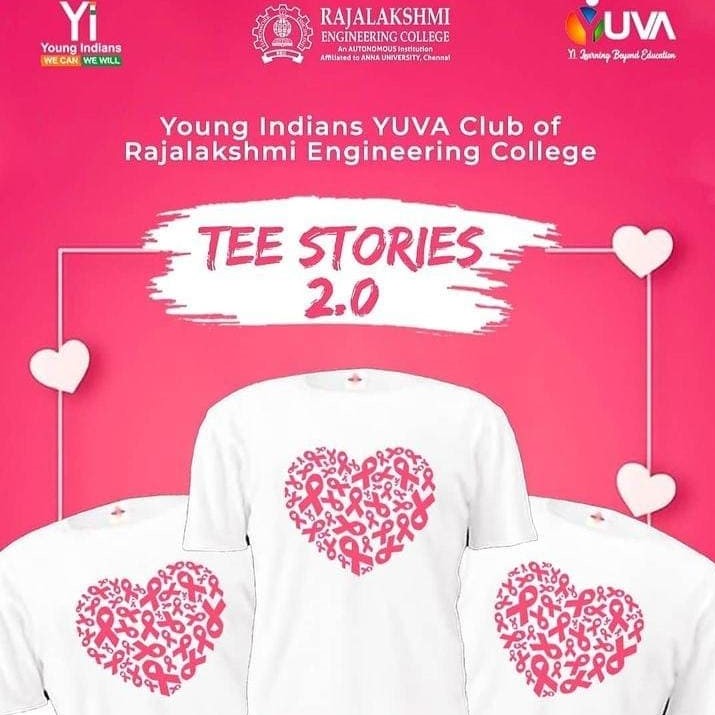 Yi
Young Indians
WE CAN WE WILL
RAJALAKSHMI
ENGINEERING COLLEGE
An AUTONOMOUS Institution
Affiliated to ANNA UNIVERSITY, Chennai
YUVA
Yi Learning Beyond Education
Young Indians YUVA Club of
Rajalakshmi Engineering College
TEE STORIES
2.0